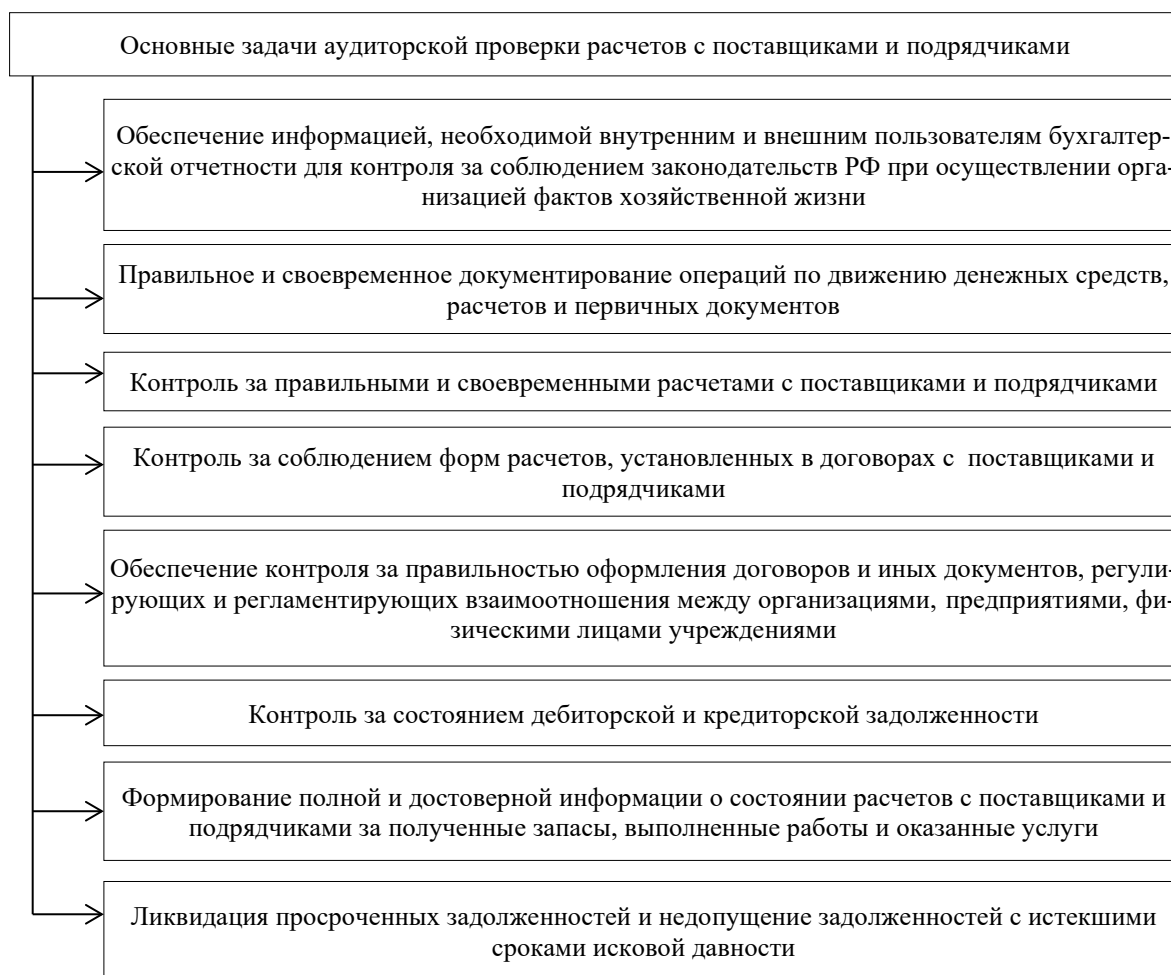 Основные задачи аудиторской проверки расчетов с поставщиками и подрядчиками
Обеспечение информацией, необходимой внутренним и внешним пользователям бухгалтер-
ской отчетности для контроля за соблюдением законодательств РФ при осуществлении орга-
низацией фактов хозяйственной жизни
Правильное и своевременное документирование операций по движению денежных средств,
расчетов и первичных документов
Контроль за правильными и своевременными расчетами с поставщиками и подрядчиками
Контроль за соблюдением форм расчетов, установленных в договорах с поставщиками и
подрядчиками
Обеспечение контроля за правильностью оформления договоров и иных документов, регули-
рующих и регламентирующих взаимоотношения между организациями, предприятиями, фи-
зическими лицами учреждениями
Контроль за состоянием дебиторской и кредиторской задолженности
Формирование полной и достоверной информации о состоянии расчетов с поставщиками и
подрядчиками за полученные запасы, выполненные работы и оказанные услуги
Ликвидация просроченных задолженностей и недопущение задолженностей с истекшими
сроками исковой давности